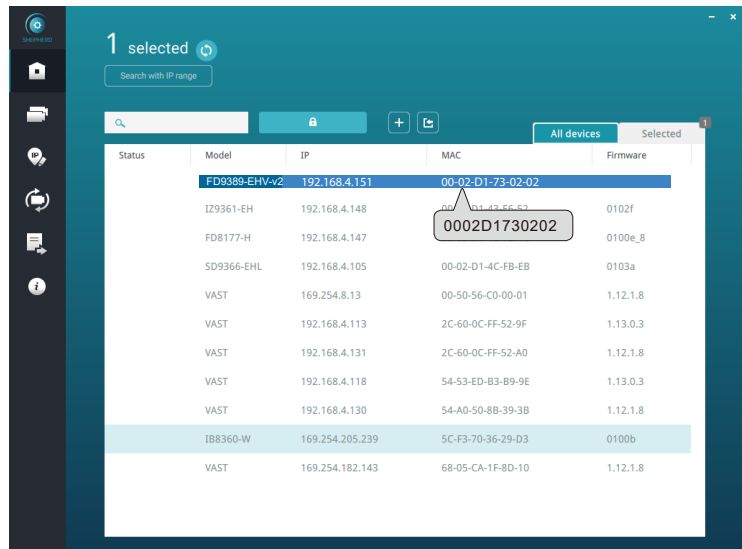 SHEPHERD
1 selected
Search with IP range
1
All devices Selected
Status Model IP MAC Firmware
FD9389-EHV-v2 192.168.4.151 00-02-D1-73-02-02
IZ9361-EH 192.168.4.148 0102f
0002D1730202
FD8177-H 192.168.4.147 0100e_8
SD9366-EHL 192.168.4.105 00-02-D1-4C-FB-EB 0103a
VAST 169.254.8.13 00-50-56-C0-00-01 1.12.1.8
VAST 192.168.4.113 2C-60-0C-FF-52-9F 1.13.0.3
VAST 192.168.4.131 2C-60-0C-FF-52-A0 1.12.1.8
VAST 192.168.4.118 54-53-ED-B3-B9-9E 1.13.0.3
VAST 192.168.4.130 54-A0-50-8B-39-3B 1.12.1.8
IB8360-W 169.254.205.239 5C-F3-70-36-29-D3 0100b
VAST 169.254.182.143 68-05-CA-1F-8D-10 1.12.1.8